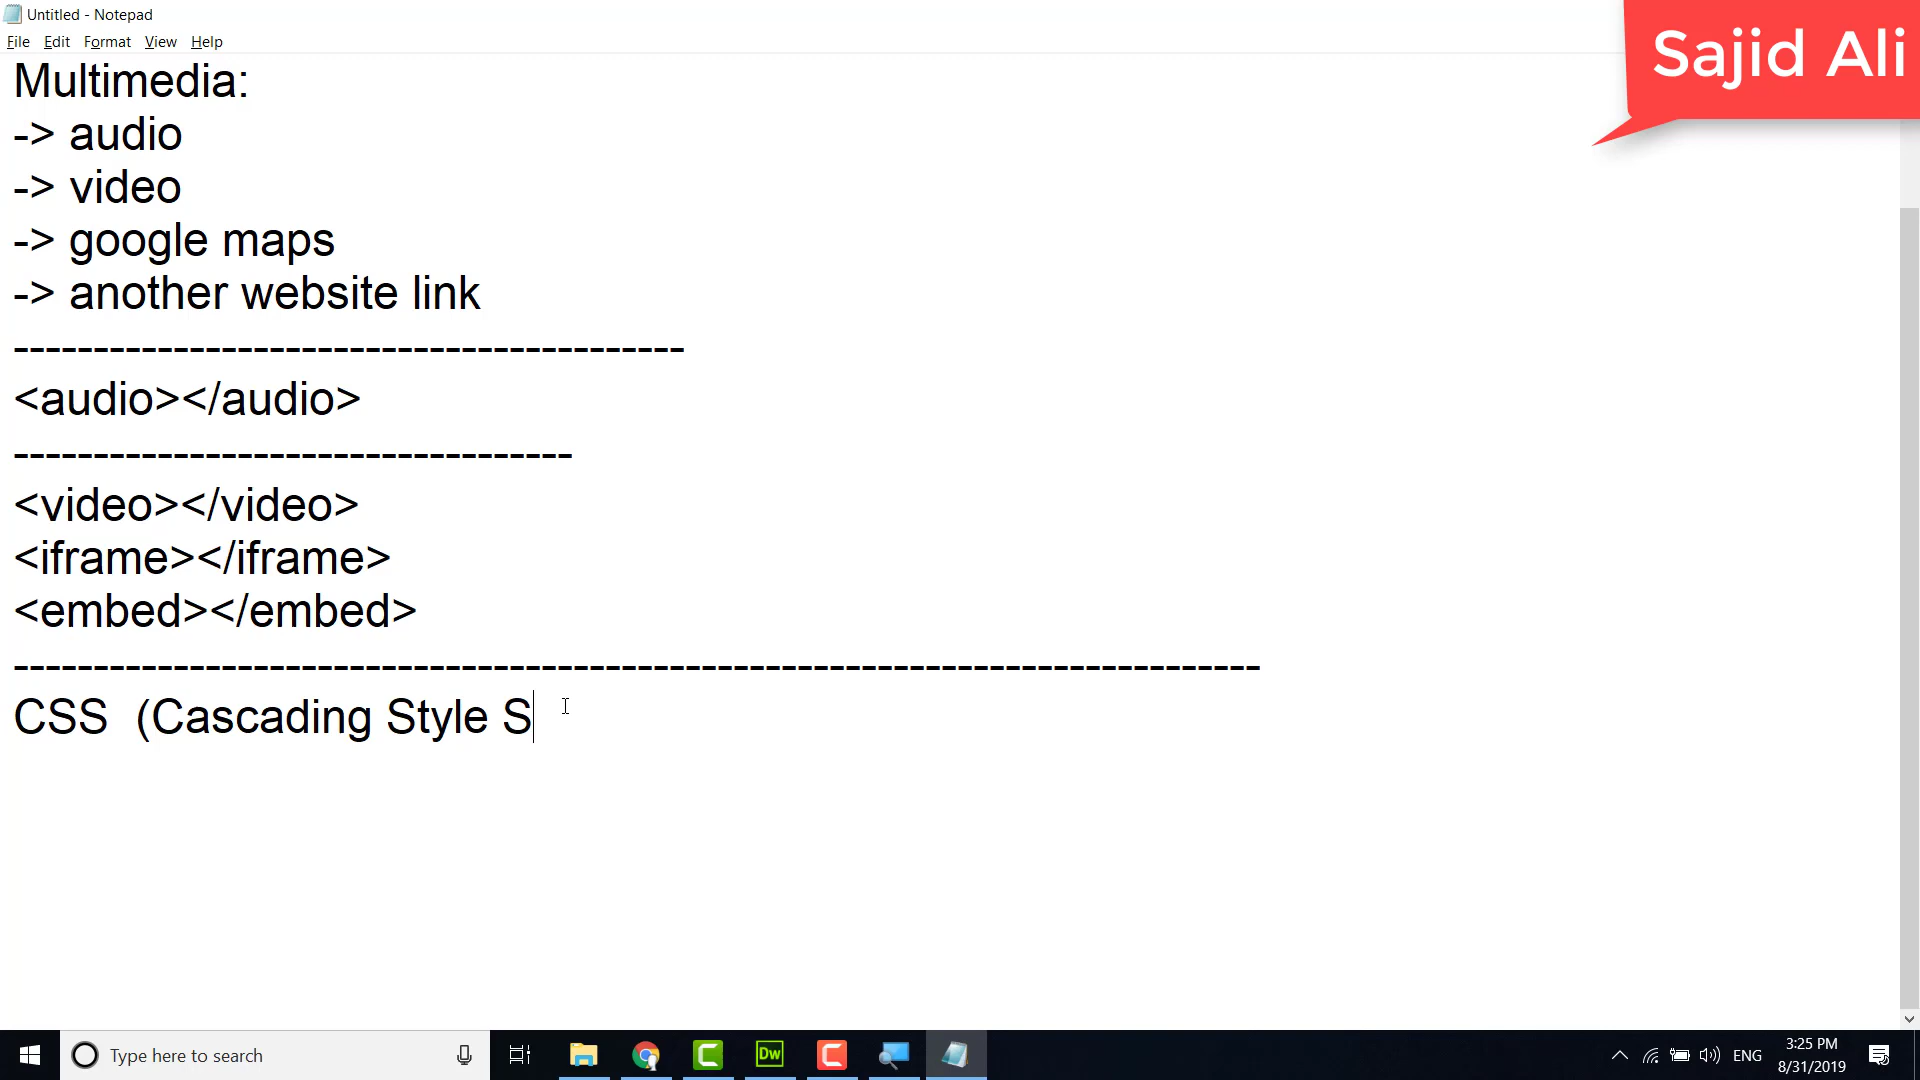 Untitled - Notepad
File Edit Format View Help
Sajid Ali
Multimedia:
-> audio
-> video
-> google maps
-> another website link
------------------------------------------
<audio></audio>
-----------------------------------
<video></video>
<iframe></iframe>
<embed></embed>
------------------------------------------------------------------------------
CSS  (Cascading Style S
Type here to search
Dw
ENG
3:25 PM
8/31/2019